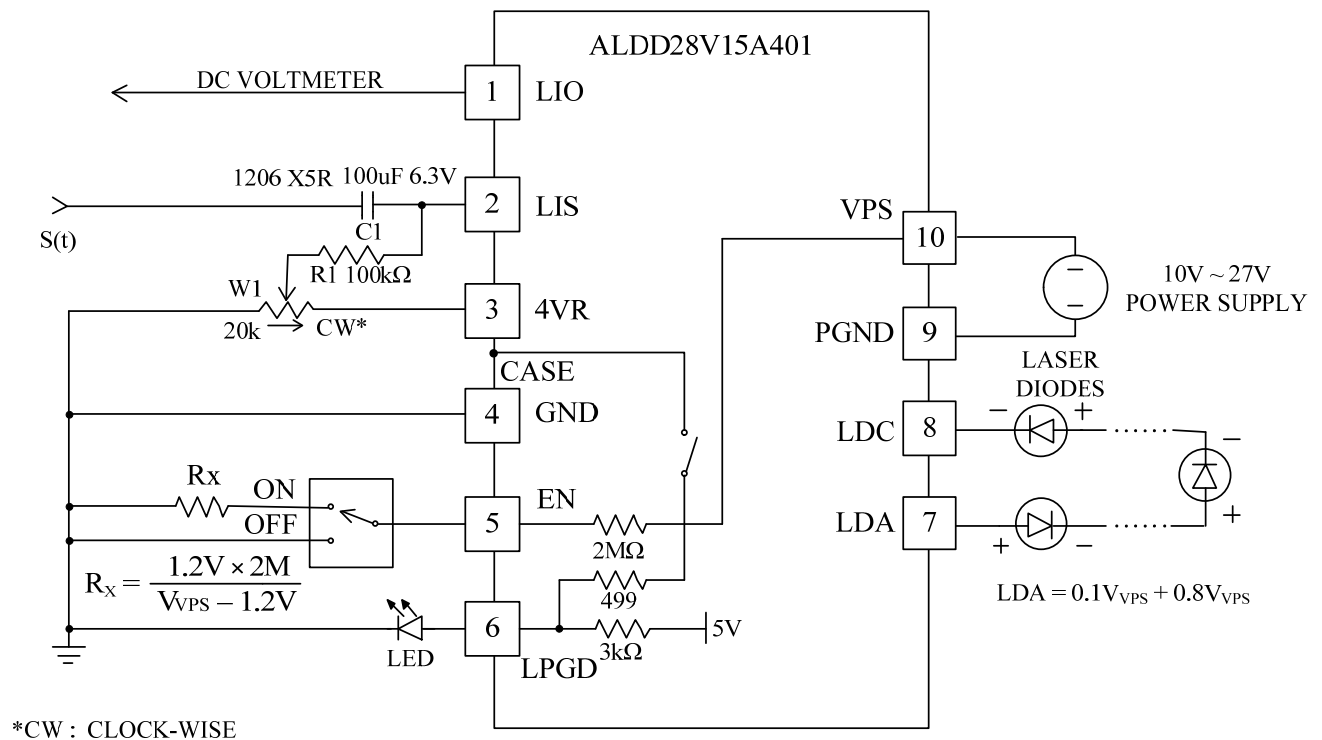 ALDD28V15A401
DC VOLTMETER
1
LIO
1206 X5R 100uF 6.3V
2
LIS
S(t)
C1
R1 100kΩ
W1
20k
CW*
3
4VR
CASE
4
GND
Rx
ON
OFF
5
EN
2MΩ
499
R_X = 1.2V × 2M / V_VPS − 1.2V
LED
6
LPGD
3kΩ
5V
VPS
10
10V ~ 27V
POWER SUPPLY
−
−
PGND
9
LASER
DIODES
LDC
8
−
+
−
+
LDA
7
+
−
LDA = 0.1V_VPS + 0.8V_VPS
*CW : CLOCK-WISE